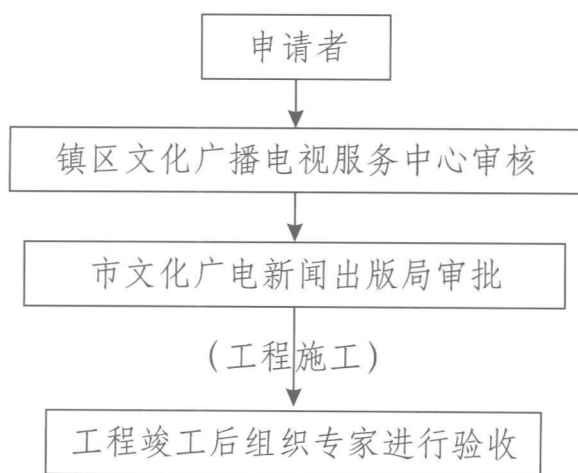 申请者
镇区文化广播电视服务中心审核
市文化广电新闻出版局审批
（工程施工）
工程竣工后组织专家进行验收